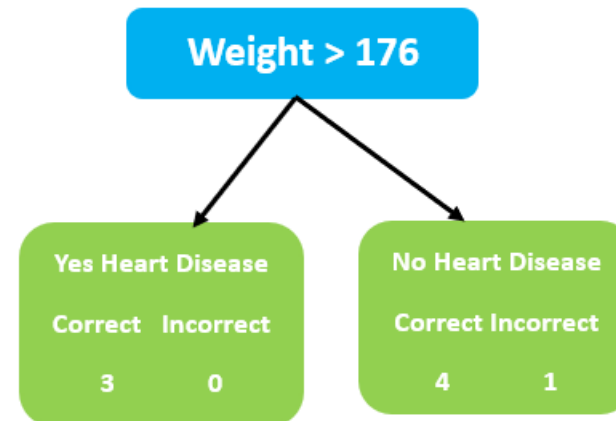 Weight > 176
Yes Heart Disease
Correct Incorrect
3 0
No Heart Disease
Correct Incorrect
4 1